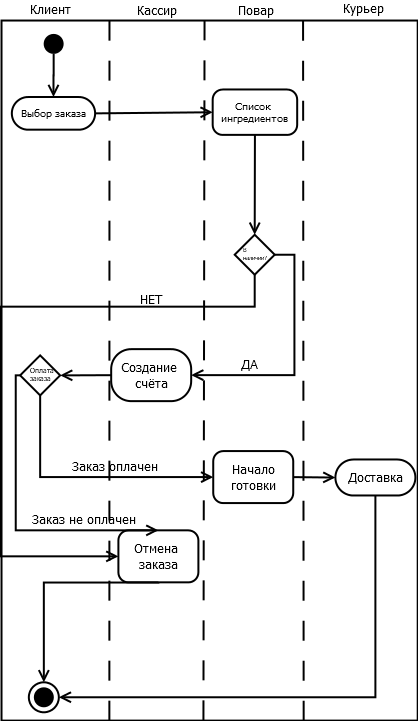 Клиент
Кассир
Повар
Курьер
Выбор заказа
Список
ингредиентов
В
наличии?
НЕТ
ДА
Оплата
заказа
Создание
счёта
Заказ оплачен
Начало
готовки
Доставка
Заказ не оплачен
Отмена
заказа